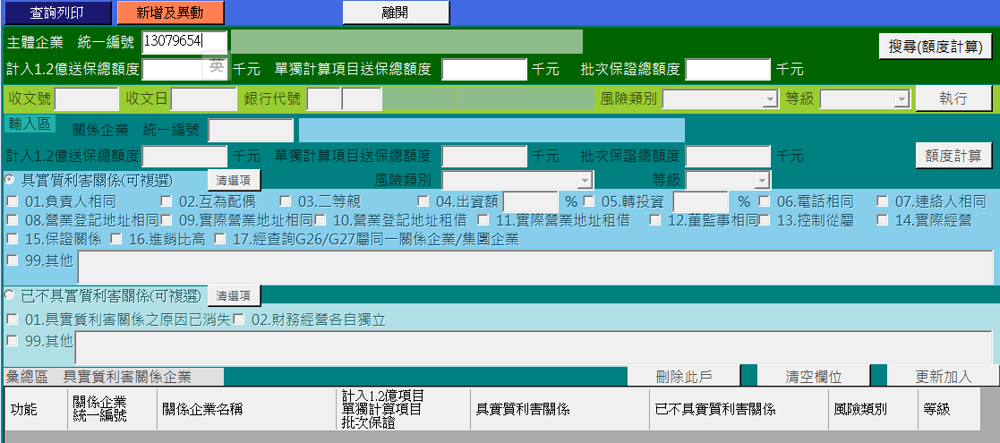 查詢列印 新增及異動 離開
主體企業 統一編號 13079654 搜尋(額度計算)
計入1.2億送保總額度 英 千元 單獨計算項目送保總額度 千元 批次保證總額度 千元
收文號 收文日 銀行代號 風險類別 等級 執行
輸入區 關係企業 統一編號
計入1.2億送保總額度 千元 單獨計算項目送保總額度 千元 批次保證總額度 千元 額度計算
具實質利害關係(可複選) 清選項 風險類別 等級
01.負責人相同 02.互為配偶 03.二等親 04.出資額 % 05.轉投資 % 06.電話相同 07.連絡人相同
08.營業登記地址相同 09.實際營業地址相同 10.營業登記地址租借 11.實際營業地址租借 12.董監事相同 13.控制從屬 14.實際經營
15.保證關係 16.進銷比高 17.經查詢G26/G27屬同一關係企業/集團企業
99.其他
已不具實質利害關係(可複選) 清選項
01.具實質利害關係之原因已消失 02.財務經營各自獨立
99.其他
彙總區 具實質利害關係企業 刪除此戶 清空欄位 更新加入
功能 關係企業 統一編號 關係企業名稱 計入1.2億項目 單獨計算項目 批次保證 具實質利害關係 已不具實質利害關係 風險類別 等級